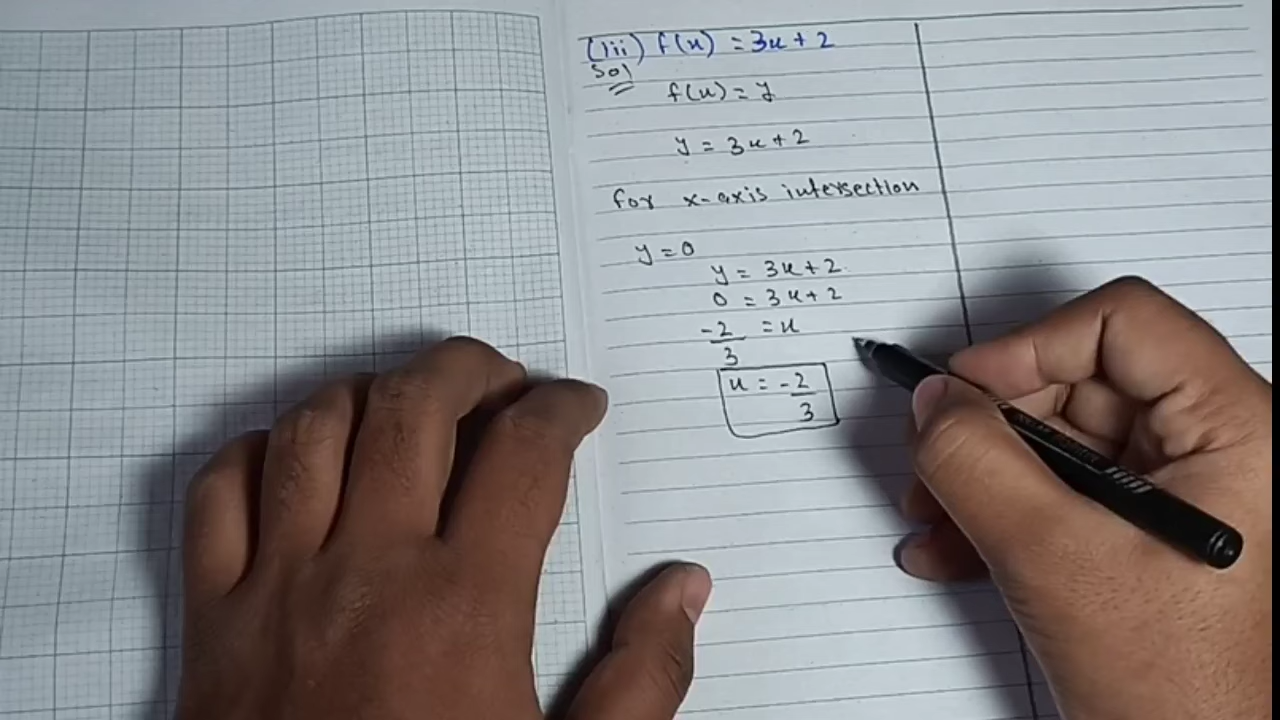 (iii) f(x) = 3x + 2
Sol
f(x) = y
y = 3x + 2
for x-axis intersection
y = 0
y = 3x + 2
0 = 3x + 2
-2/3 = x
x = -2/3